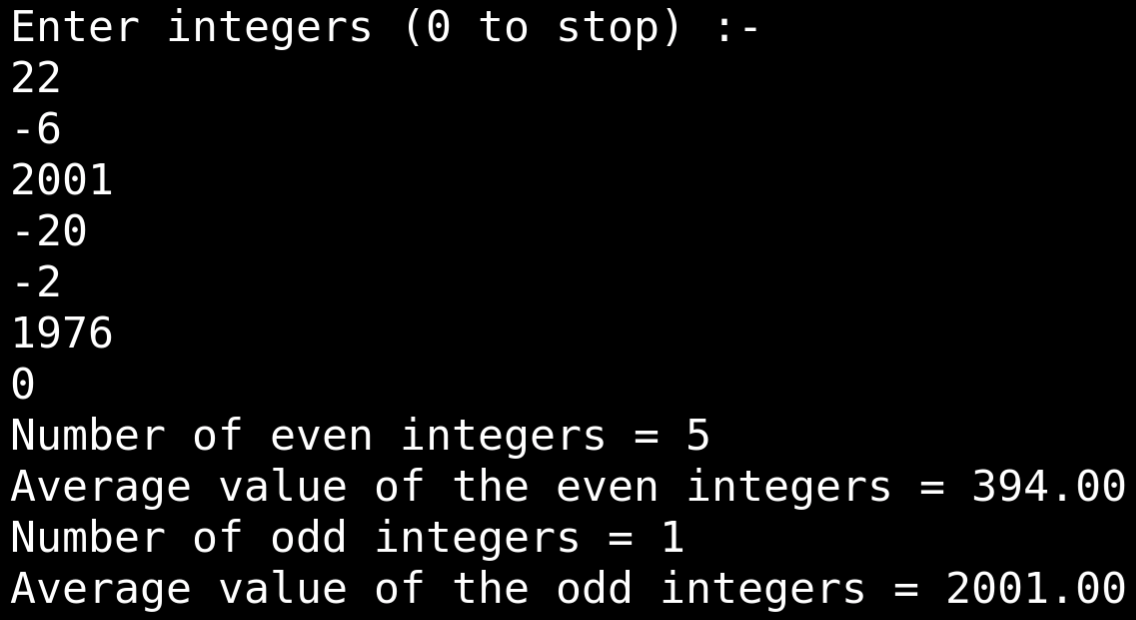 Enter integers (0 to stop) :-
22
-6
2001
-20
-2
1976
0
Number of even integers = 5
Average value of the even integers = 394.00
Number of odd integers = 1
Average value of the odd integers = 2001.00